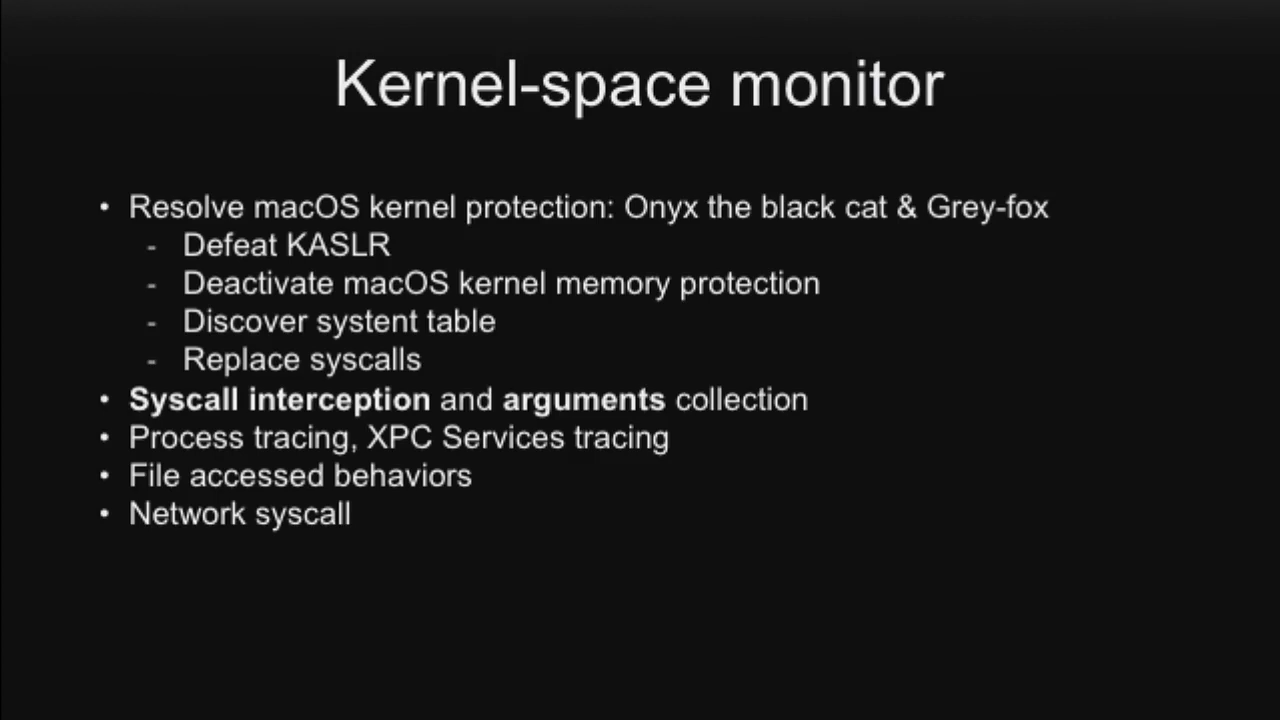 Kernel-space monitor
• Resolve macOS kernel protection: Onyx the black cat & Grey-fox
- Defeat KASLR
- Deactivate macOS kernel memory protection
- Discover systent table
- Replace syscalls
• Syscall interception and arguments collection
• Process tracing, XPC Services tracing
• File accessed behaviors
• Network syscall